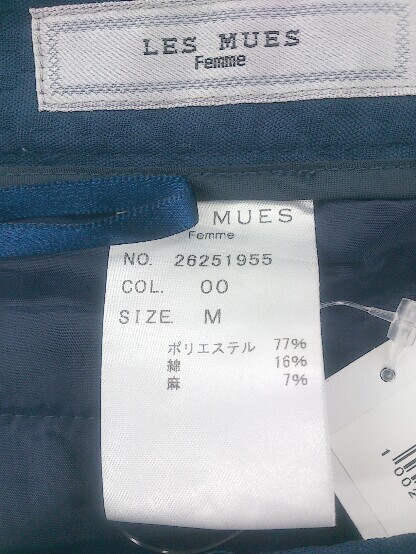 LES MUES
Femme
MUES
Femme
NO. 26251955
COL. 00
SIZE. M
ポリエステル 77%
綿 16%
麻 7%